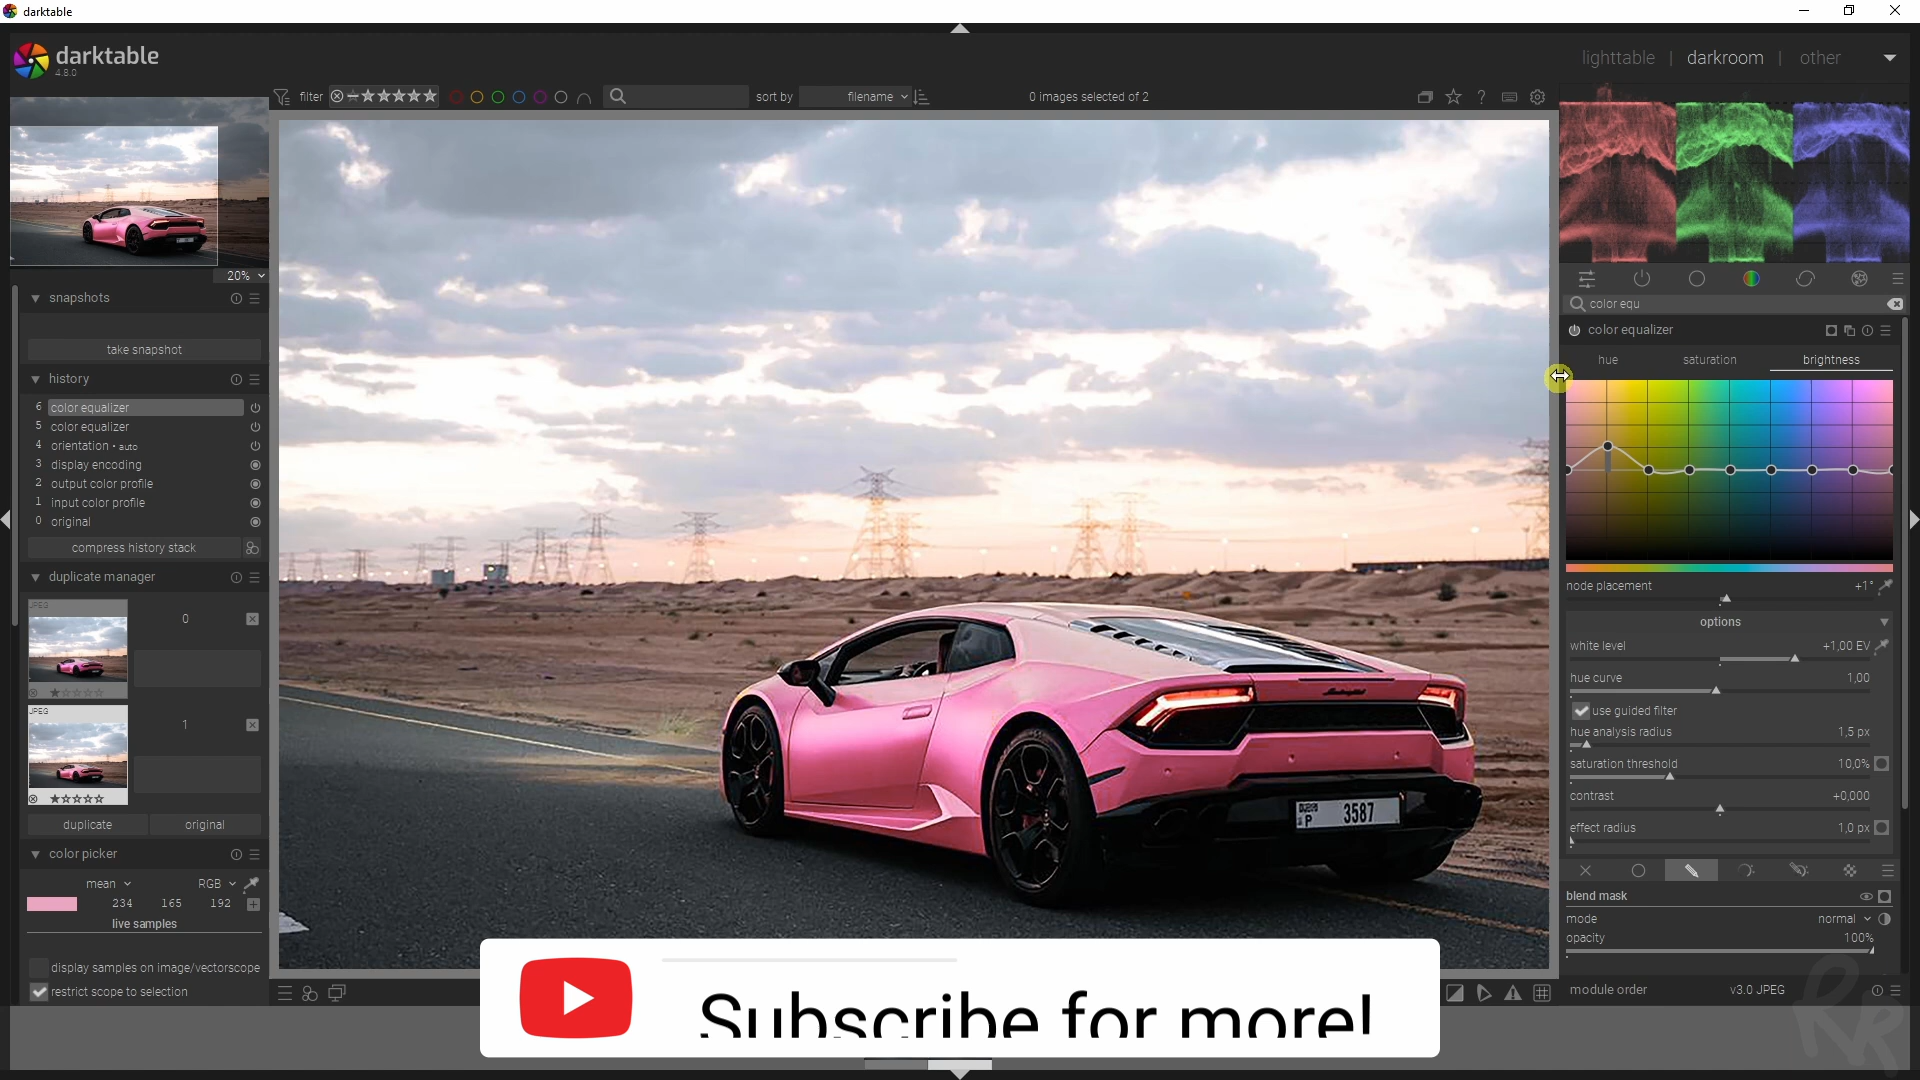 darktable
darktable
4.8.0
lighttable | darkroom | other
filter
sort by filename
0 images selected of 2
?
20%
snapshots
take snapshot
history
6 color equalizer
5 color equalizer
4 orientation • auto
3 display encoding
2 output color profile
1 input color profile
0 original
compress history stack
duplicate manager
JPEG
0
JPEG
1
duplicate
original
color picker
mean RGB
234 165 192
live samples
display samples on image/vectorscope
restrict scope to selection
P 3587
Subscribe for more!
color equ
color equalizer
hue saturation brightness
node placement +1°
options
white level +1,00 EV
hue curve 1,00
use guided filter
hue analysis radius 1,5 px
saturation threshold 10,0%
contrast +0,000
effect radius 1,0 px
blend mask
mode normal
opacity 100%
module order v3.0 JPEG
RR